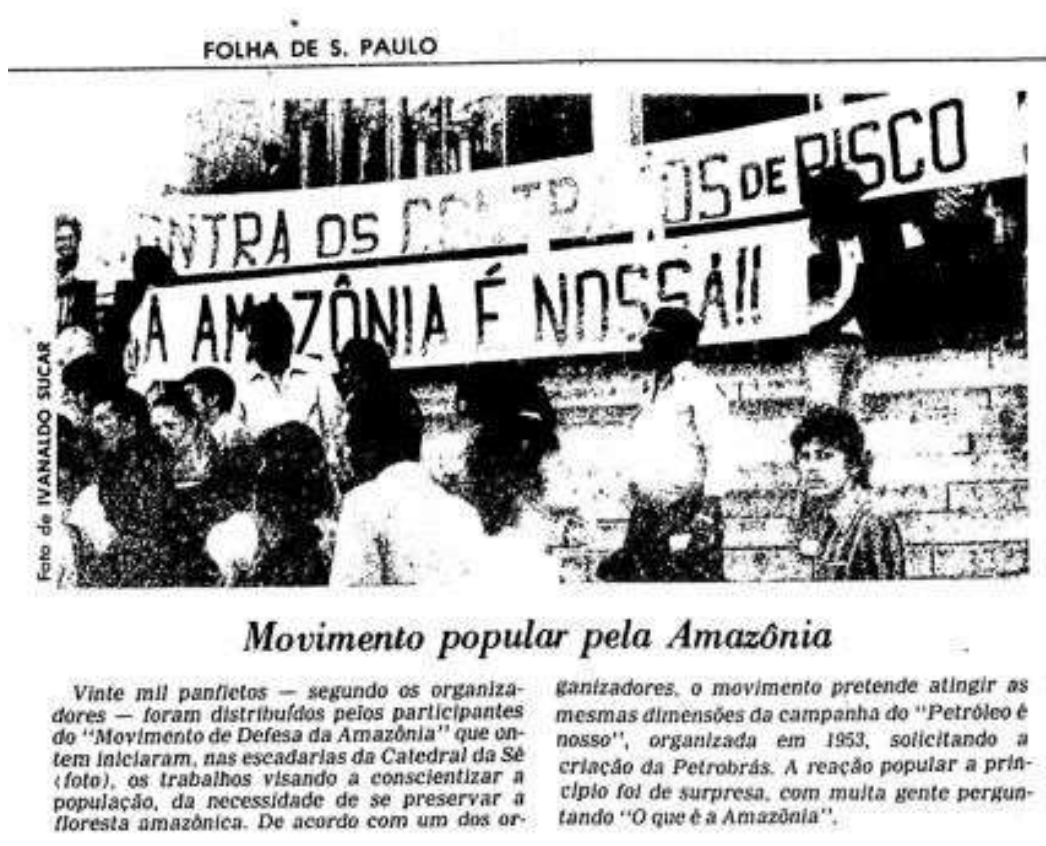 FOLHA DE S. PAULO
ONTRA OS CONTRATOS DE RISCO
A AMAZÔNIA É NOSSA!!
Foto de IVANALDO SUCAR
Movimento popular pela Amazônia
Vinte mil panfletos — segundo os organiza-
dores — foram distribuídos pelos participantes
do "Movimento de Defesa da Amazônia" que on-
tem iniciaram, nas escadarias da Catedral da Sé
(foto), os trabalhos visando a conscientizar a
população, da necessidade de se preservar a
floresta amazônica. De acordo com um dos or-
ganizadores, o movimento pretende atingir as
mesmas dimensões da campanha do "Petróleo é
nosso", organizada em 1953, solicitando a
criação da Petrobrás. A reação popular a prin-
cípio foi de surpresa, com muita gente pergun-
tando "O que é a Amazônia".